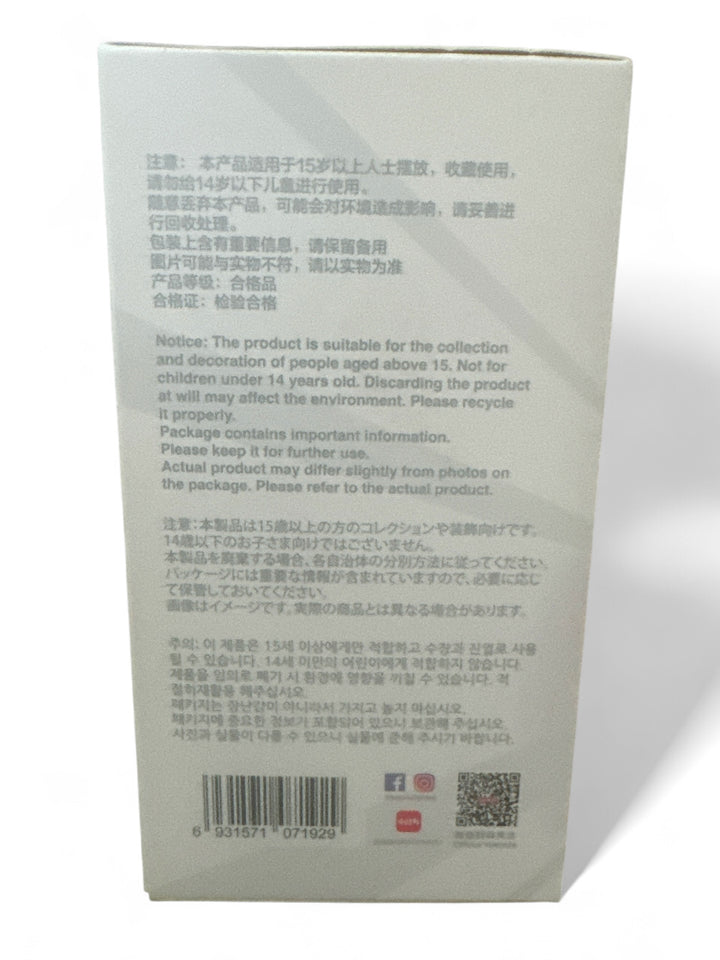 注意： 本产品适用于15岁以上人士摆放，收藏使用，
请勿给14岁以下儿童进行使用。
随意丢弃本产品，可能会对环境造成影响，请妥善进
行回收处理。
包装上含有重要信息，请保留备用
图片可能与实物不符，请以实物为准
产品等级：合格品
合格证：检验合格
Notice: The product is suitable for the collection
and decoration of people aged above 15. Not for
children under 14 years old. Discarding the product
at will may affect the environment. Please recycle
it properly.
Package contains important information.
Please keep it for further use.
Actual product may differ slightly from photos on
the package. Please refer to the actual product.
注意：本製品は15歳以上の方のコレクションや装飾向けです。
14歳以下のお子さま向けではございません。
本製品を廃棄する場合、各自治体の分別方法に従ってください。
パッケージには重要な情報が含まれていますので、必要に応じ
て保管しておいてください。
画像はイメージです。実際の商品とは異なる場合があります。
주의: 이 제품은 15세 이상에게만 적합하고 수장과 진열로 사용
될 수 있습니다. 14세 미만의 어린이에게 적합하지 않습니다.
제품을 임의로 폐기 시 환경에 영향을 끼칠 수 있습니다. 적
절히재활용 해주십시오.
패키지는 장난감이 아니라서 가지고 놀지 마십시오.
패키지에 중요한 정보가 포함되어 있으니 보관해 주십시오.
사진과 실물이 다를 수 있으니 실물에 준해 주시기 바랍니다.
6 931571 071929
小红书